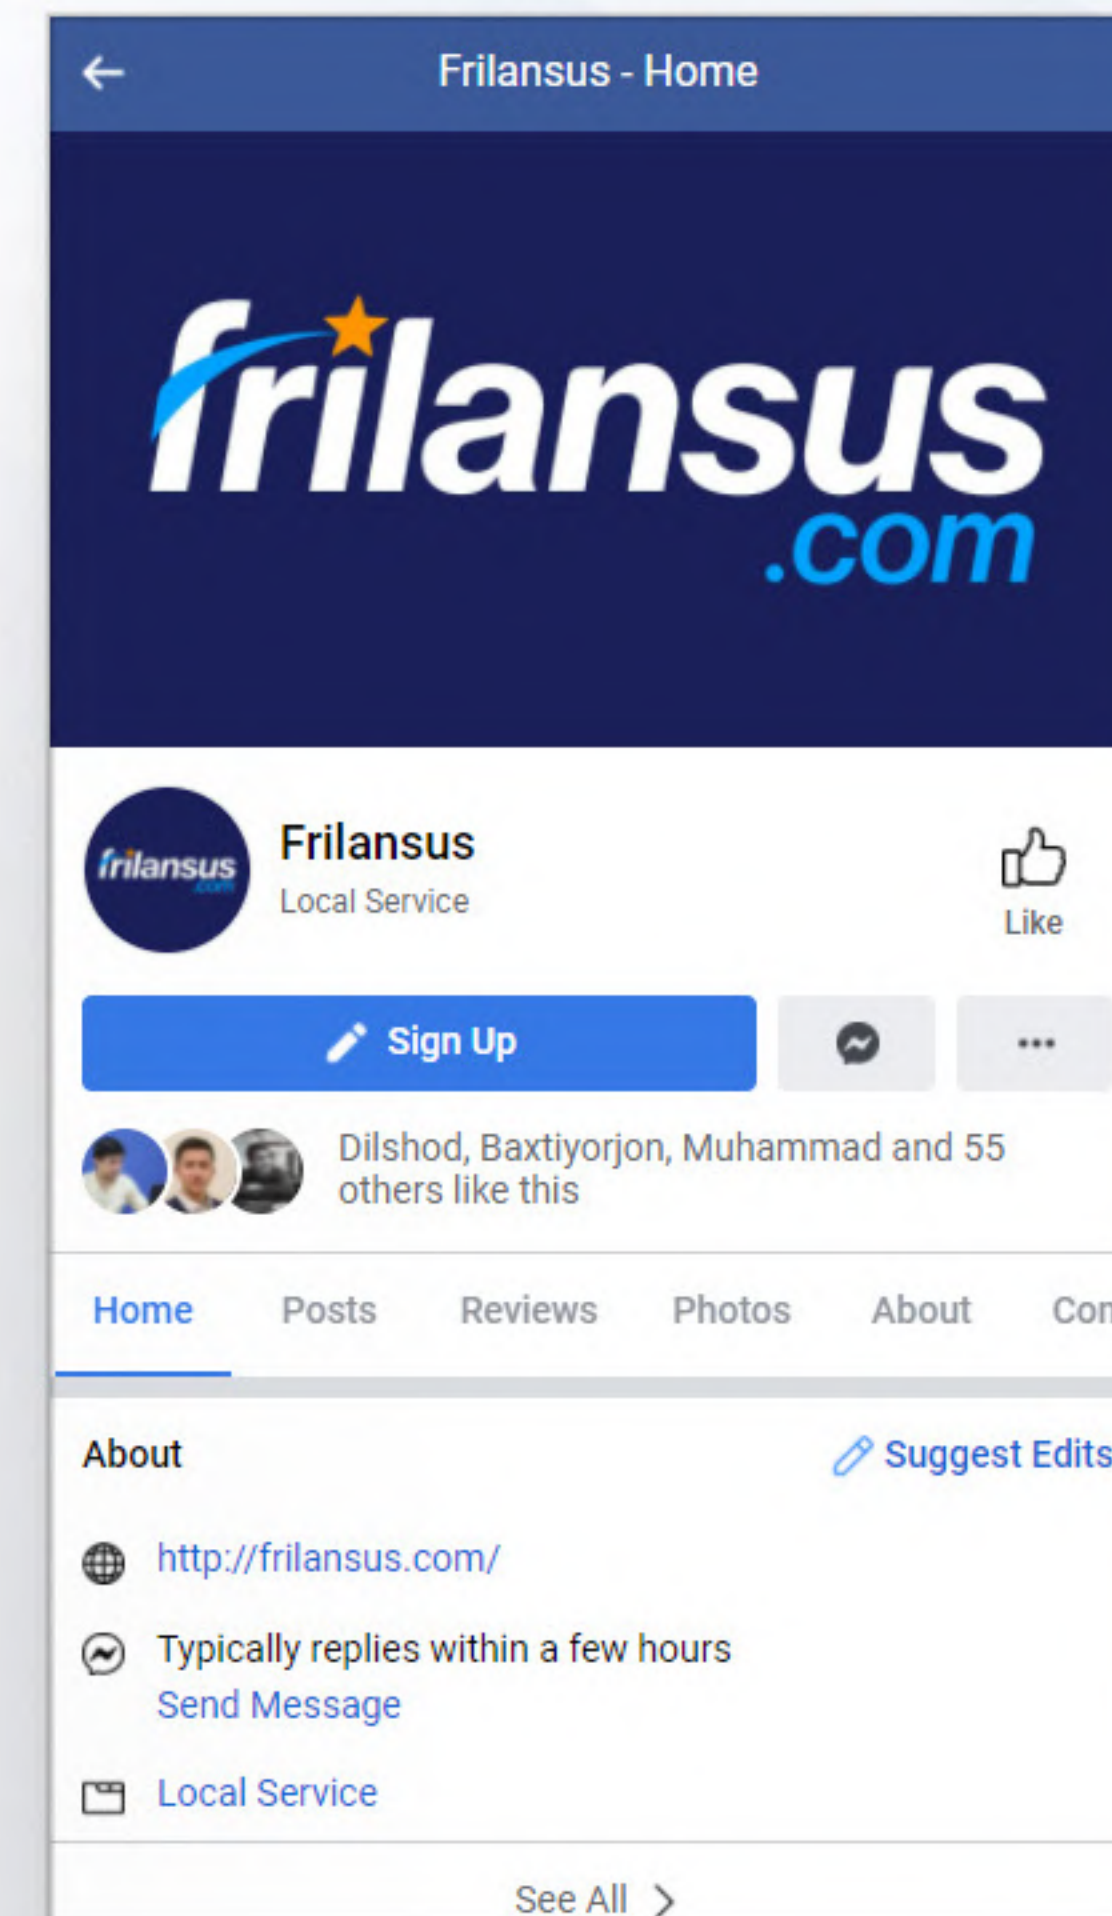 Frilansus - Home
frilansus
.com
frilansus
.com
Frilansus
Local Service
Like
Sign Up
Dilshod, Baxtiyorjon, Muhammad and 55
others like this
Home Posts Reviews Photos About Con
About
Suggest Edits
http://frilansus.com/
Typically replies within a few hours
Send Message
Local Service
See All